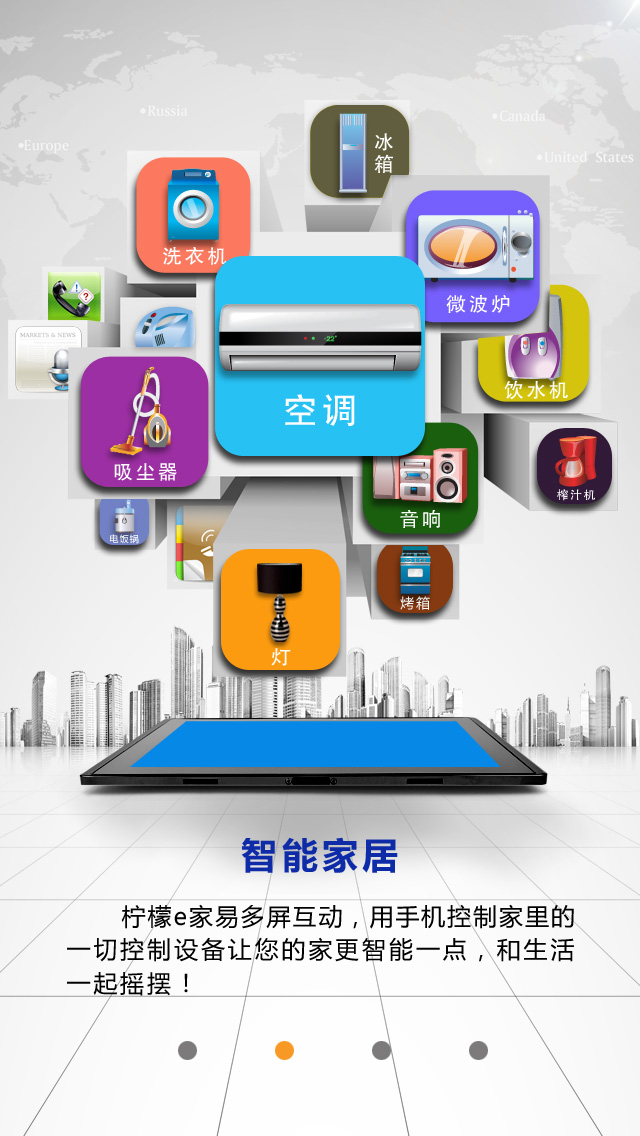 Russia
Canada
Europe
United States
冰箱
洗衣机
微波炉
-22°
MARKETS & NEWS
空调
饮水机
吸尘器
音响
榨汁机
电饭锅
烤箱
灯
智能家居
柠檬e家易多屏互动，用手机控制家里的
一切控制设备让您的家更智能一点，和生活
一起摇摆！